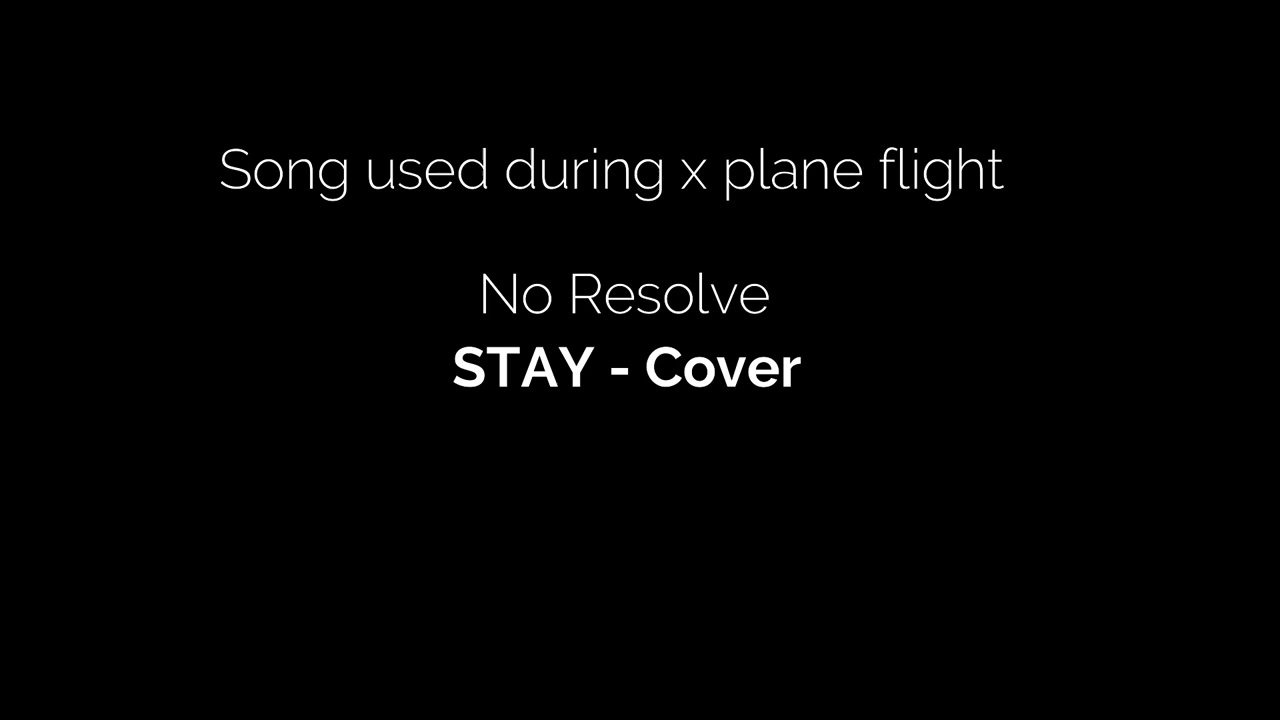 Song used during x plane flight
No Resolve
STAY - Cover